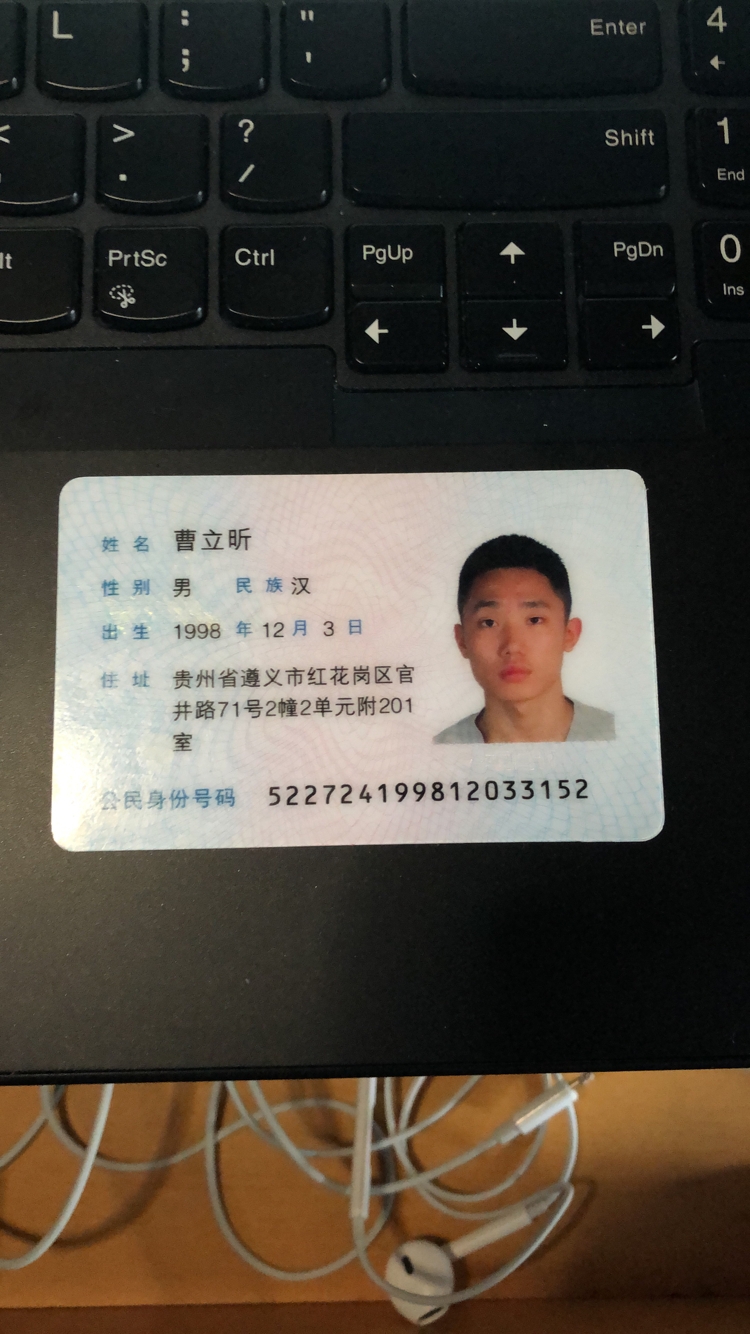 L
:
;
"
'
Enter
4
←
<
,
>
.
?
/
Shift
1
End
lt
PrtSc
Ctrl
PgUp
↑
PgDn
0
Ins
←
↓
→
姓名 曹立昕
性别 男 民族 汉
出生 1998 年 12 月 3 日
住址 贵州省遵义市红花岗区官
井路71号2幢2单元附201
室
公民身份号码 522724199812033152